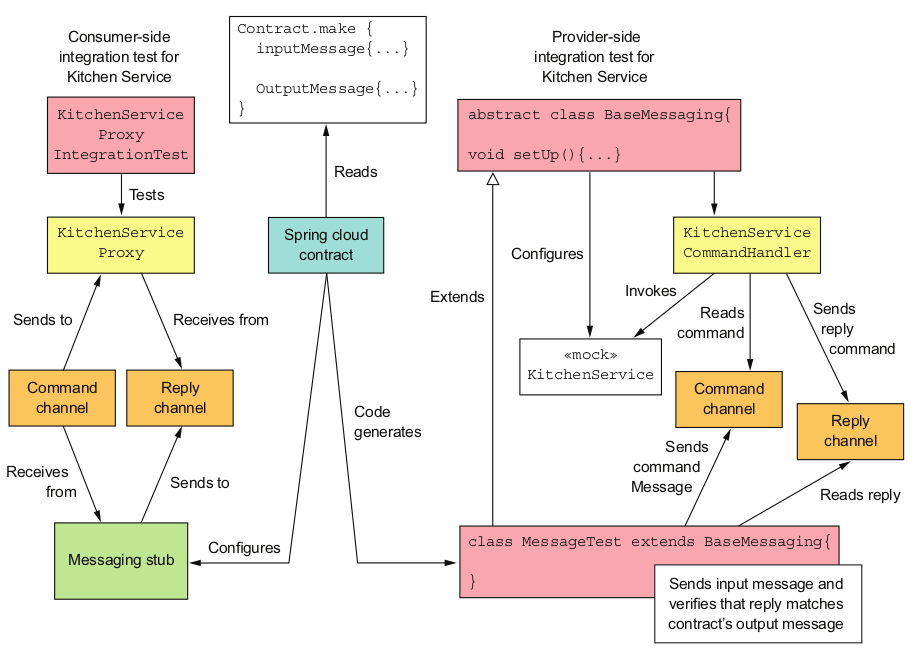 Consumer-side
integration test for
Kitchen Service
KitchenService
Proxy
IntegrationTest
Tests
KitchenService
Proxy
Sends to
Receives from
Command
channel
Reply
channel
Receives
from
Sends to
Messaging stub
Contract.make {
inputMessage{...}
OutputMessage{...}
}
Reads
Spring cloud
contract
Configures
Code
generates
Provider-side
integration test for
Kitchen Service
abstract class BaseMessaging{
void setUp(){...}
Extends
Configures
KitchenService
CommandHandler
Invokes
Reads
command
Sends
reply
command
«mock»
KitchenService
Command
channel
Reply
channel
Sends
command
Message
Reads reply
class MessageTest extends BaseMessaging{
}
Sends input message and
verifies that reply matches
contract's output message